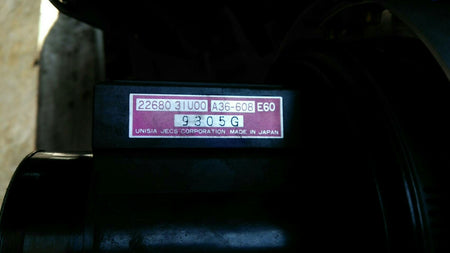 22680 31U00 A36-608 E60
9305G
UNISIA JECS CORPORATION MADE IN JAPAN